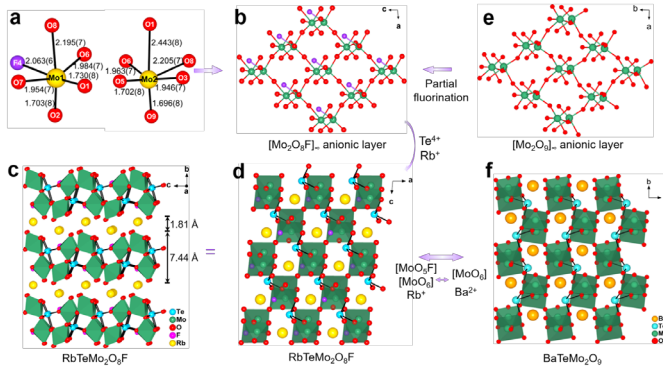 a
O8
2.195(7)
F4
O6
2.063(6)
1.984(7)
Mo1
1.730(8)
O7
1.954(7)
O1
1.703(8)
O2
O1
2.443(8)
O6
2.205(7)
O8
1.963(7)
Mo2
O3
O5
1.946(7)
1.702(8)
1.696(8)
O9
b
c
a
[Mo₂O₈F]∞ anionic layer
Partial
fluorination
e
[Mo₂O₉]∞ anionic layer
Te⁴⁺
Rb⁺
c
b
c
a
1.81 Å
7.44 Å
Te
Mo
O
F
Rb
RbTeMo₂O₈F
=
d
a
c
RbTeMo₂O₈F
[MoO₅F]
[MoO₆]
Rb⁺
[MoO₆]
Ba²⁺
f
b
B
T
M
O
BaTeMo₂O₉